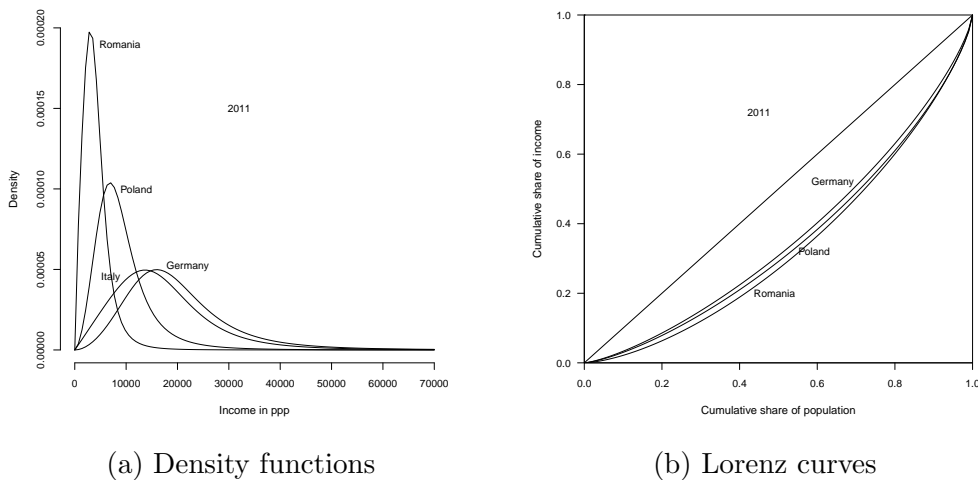 0.00020
0.00015
0.00010
0.00005
0.00000
Density
Romania
2011
Poland
Italy
Germany
0 10000 20000 30000 40000 50000 60000 70000
Income in ppp
(a) Density functions
1.0
0.8
0.6
0.4
0.2
0.0
Cumulative share of income
2011
Germany
Poland
Romania
0.0 0.2 0.4 0.6 0.8 1.0
Cumulative share of population
(b) Lorenz curves